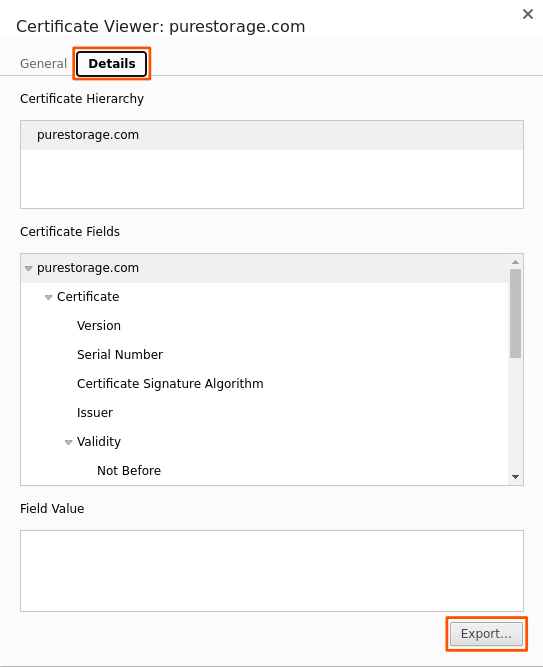 Certificate Viewer: purestorage.com
General
Details
Certificate Hierarchy
purestorage.com
Certificate Fields
purestorage.com
Certificate
Version
Serial Number
Certificate Signature Algorithm
Issuer
Validity
Not Before
Field Value
Export...